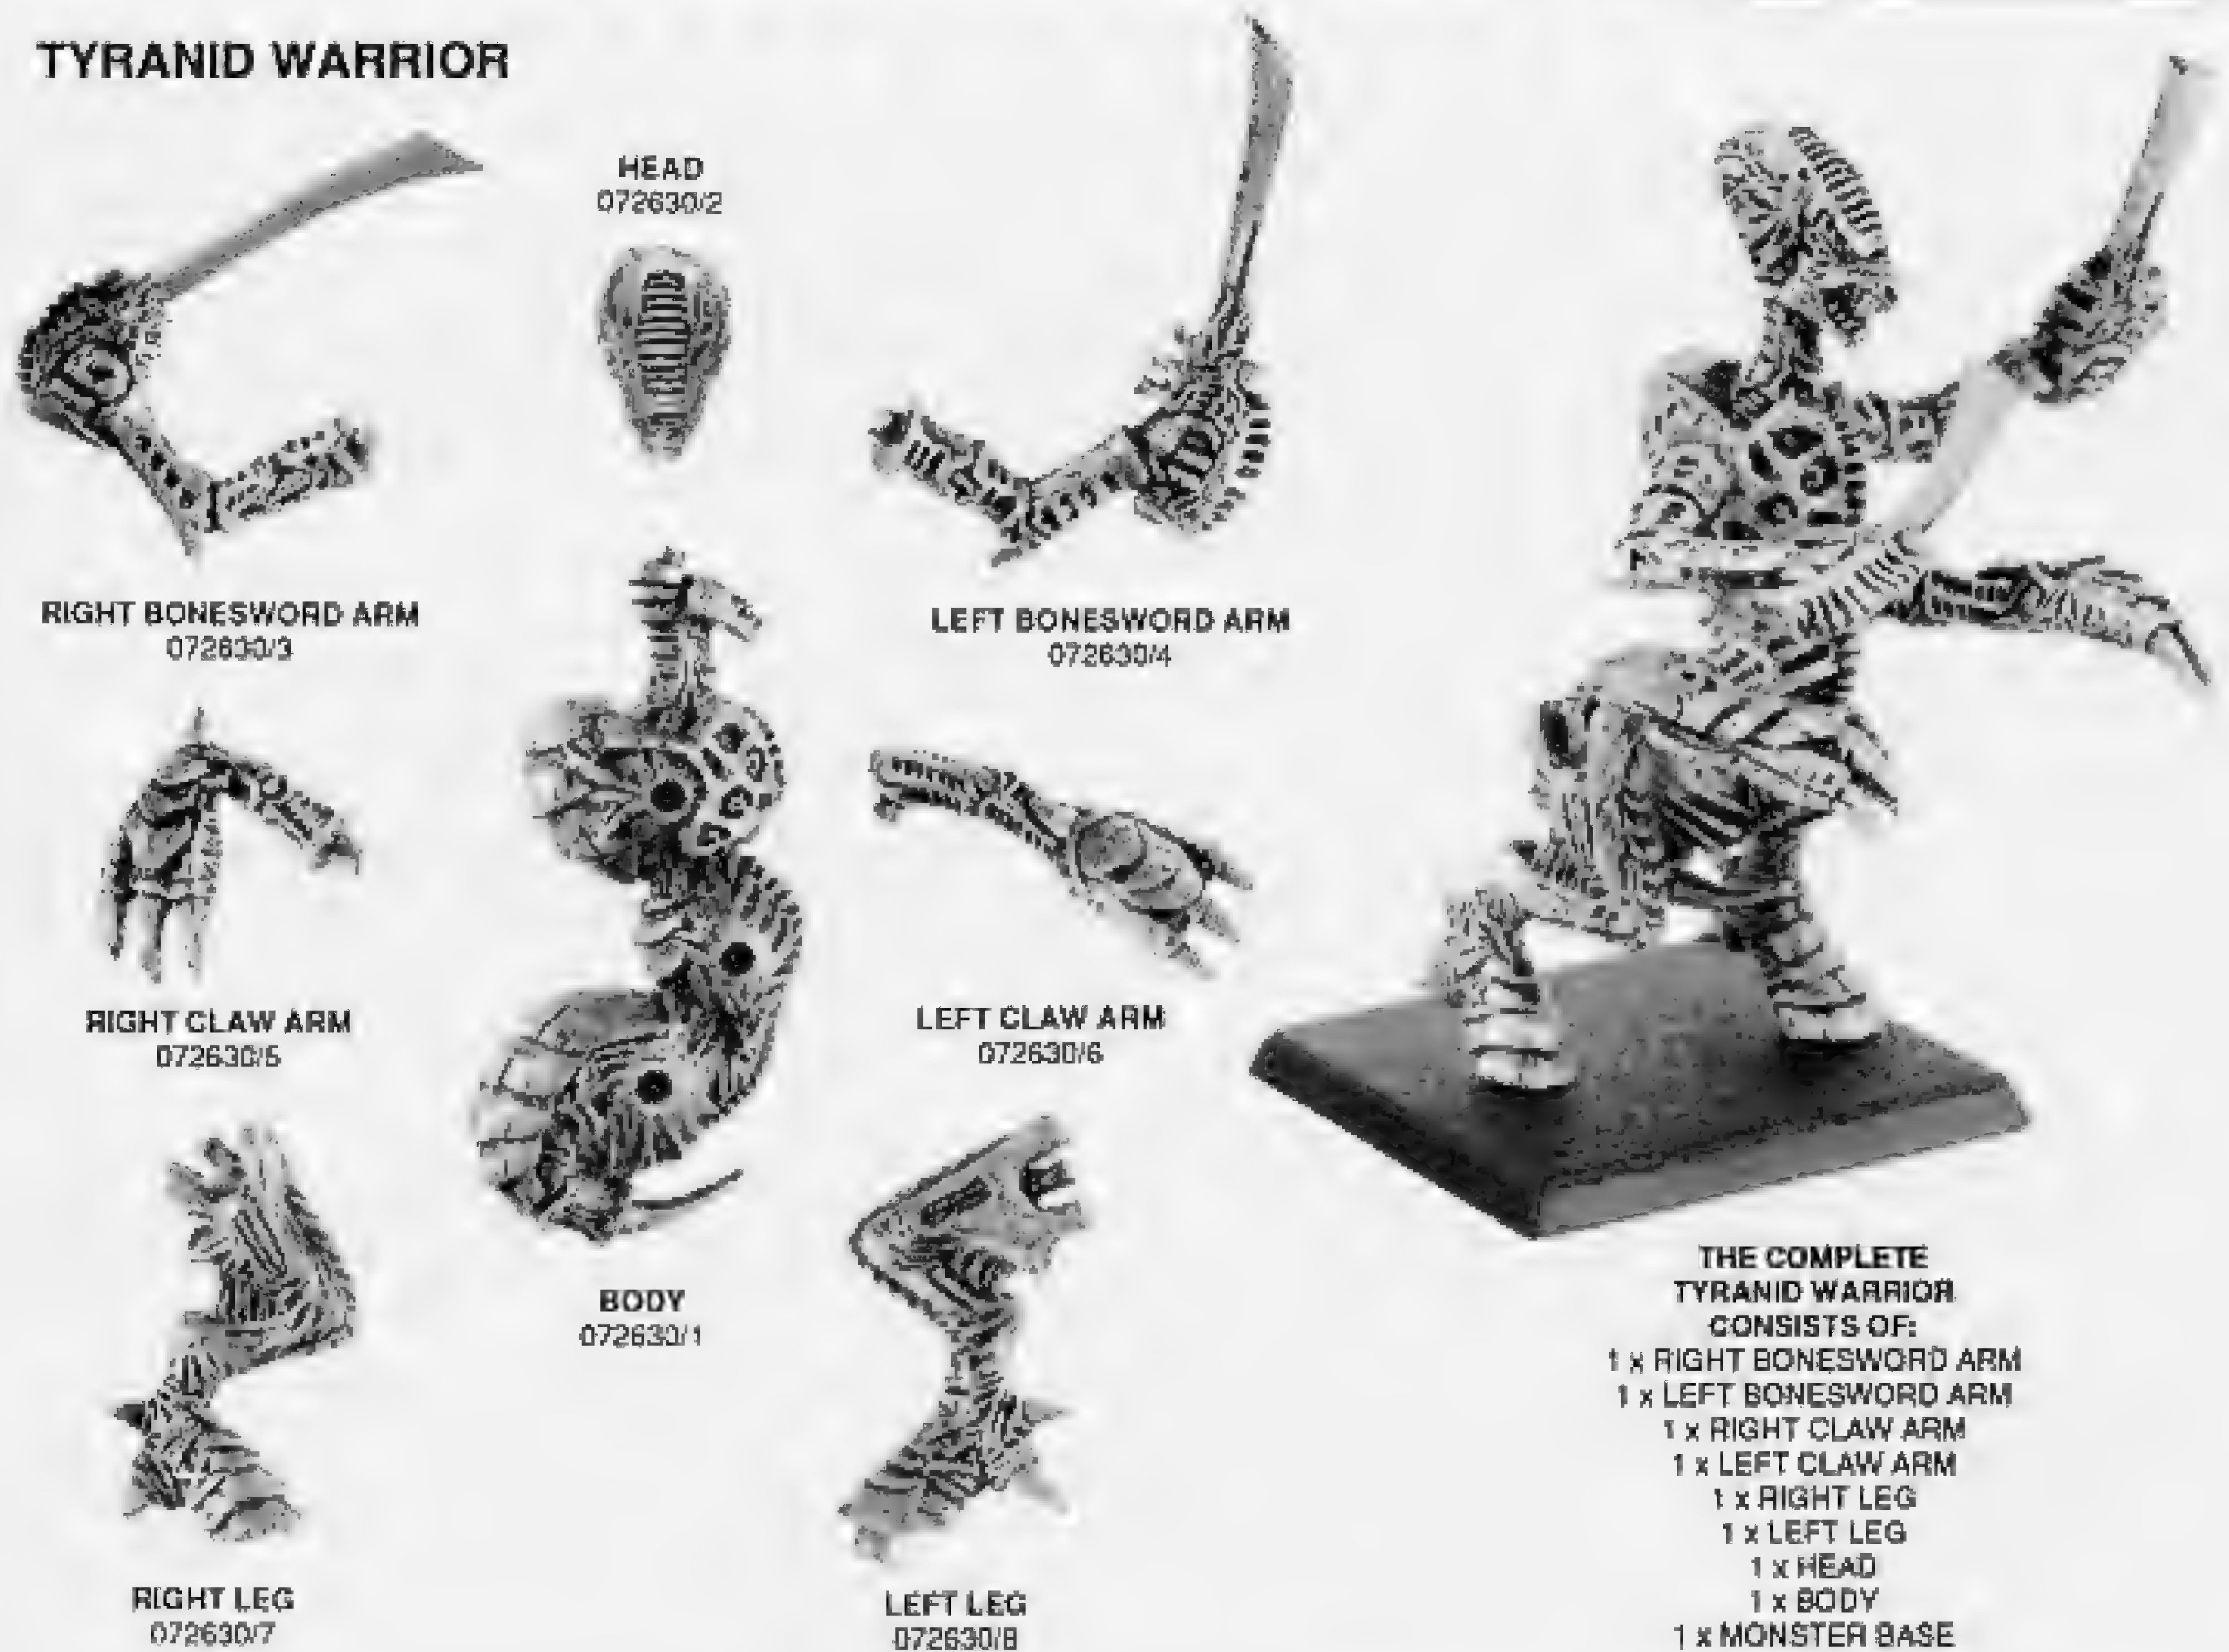 TYRANID WARRIOR
HEAD
072630/2
RIGHT BONESWORD ARM
072630/3
LEFT BONESWORD ARM
072630/4
RIGHT CLAW ARM
072630/5
LEFT CLAW ARM
072630/6
BODY
072630/1
RIGHT LEG
072630/7
LEFT LEG
072630/8
THE COMPLETE
TYRANID WARRIOR
CONSISTS OF:
1 x RIGHT BONESWORD ARM
1 x LEFT BONESWORD ARM
1 x RIGHT CLAW ARM
1 x LEFT CLAW ARM
1 x RIGHT LEG
1 x LEFT LEG
1 x HEAD
1 x BODY
1 x MONSTER BASE